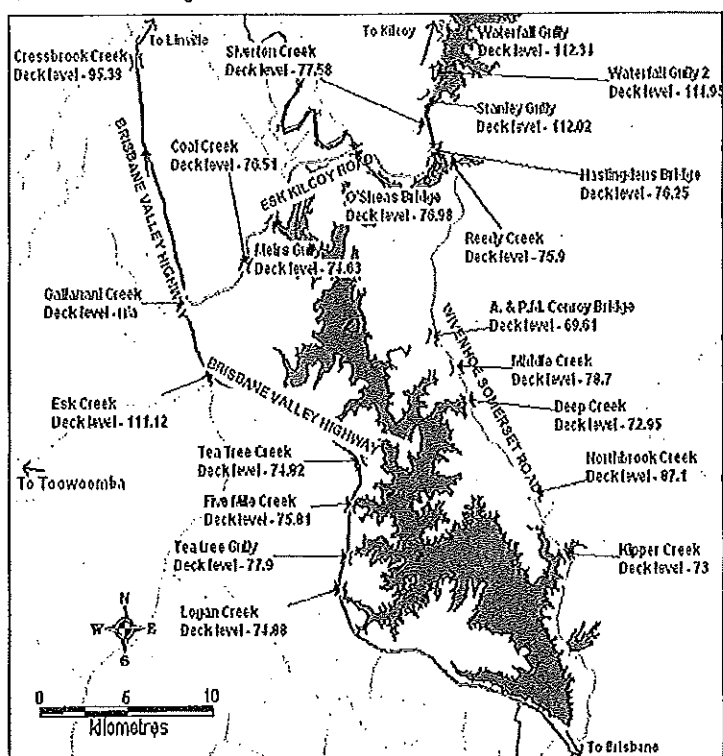 To Linville
Cressbrook Creek
Deck level - 95.38
Sheeton Creek
Deck level - 77.58
To Kilcoy
Waterfall Gully
Deck level - 112.31
Waterfall Gully 2
Deck level - 111.95
Stanley Gully
Deck level - 112.02
Coal Creek
Deck level - 70.51
BRISBANE VALLEY HIGHWAY
ESK KILCOY ROAD
O'Sheas Bridge
Deck level - 76.98
Deck level - 76.25
Reedy Creek
Deck level - 75.9
Meirs Gully
Deck level - 74.63
Gallanani Creek
Deck level - n/a
A. & P.M. Conroy Bridge
Deck level - 69.61
WIVENHOE SOMERSET ROAD
Middle Creek
Deck level - 78.7
Esk Creek
Deck level - 111.12
BRISBANE VALLEY HIGHWAY
Deep Creek
Deck level - 72.95
Tea Tree Creek
Deck level - 74.92
To Toowoomba
Northbrook Creek
Deck level - 87.1
Five Mile Creek
Deck level - 75.81
Tea tree Gully
Deck level - 77.9
Kipper Creek
Deck level - 73
Logan Creek
Deck level - 74.88
N
W E
S
0 5 10
kilometres
To Brisbane